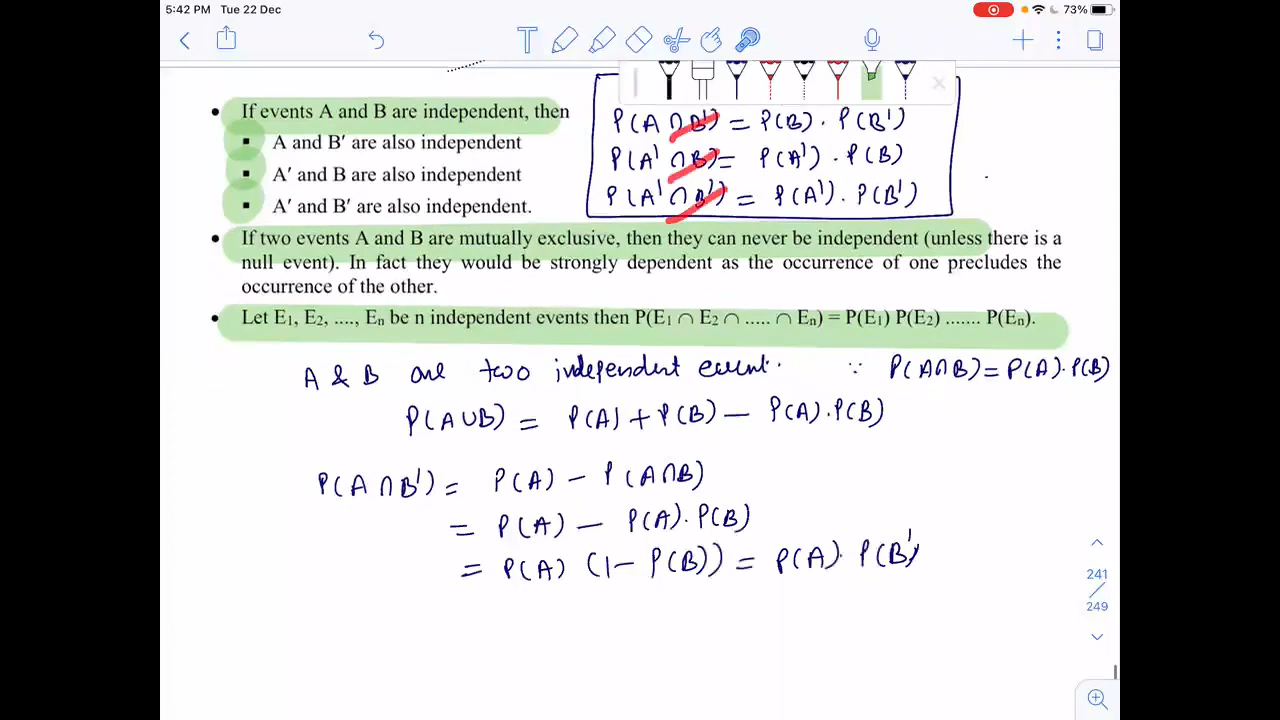 5:42 PM Tue 22 Dec
73%
If events A and B are independent, then
A and B′ are also independent
A′ and B are also independent
A′ and B′ are also independent.
P(A ∩ B') = P(B) · P(B')
P(A' ∩ B) = P(A') · P(B)
P(A' ∩ B') = P(A') · P(B')
If two events A and B are mutually exclusive, then they can never be independent (unless there is a
null event). In fact they would be strongly dependent as the occurrence of one precludes the
occurrence of the other.
Let E₁, E₂, ...., Eₙ be n independent events then P(E₁ ∩ E₂ ∩ ..... ∩ Eₙ) = P(E₁) P(E₂) ....... P(Eₙ).
A & B are two independent event. ∵ P(A∩B) = P(A)·P(B)
P(A∪B) = P(A) + P(B) – P(A)·P(B)
P(A ∩ B') = P(A) – P(A∩B)
= P(A) – P(A)·P(B)
= P(A) (1 – P(B)) = P(A)· P(B')
241
249